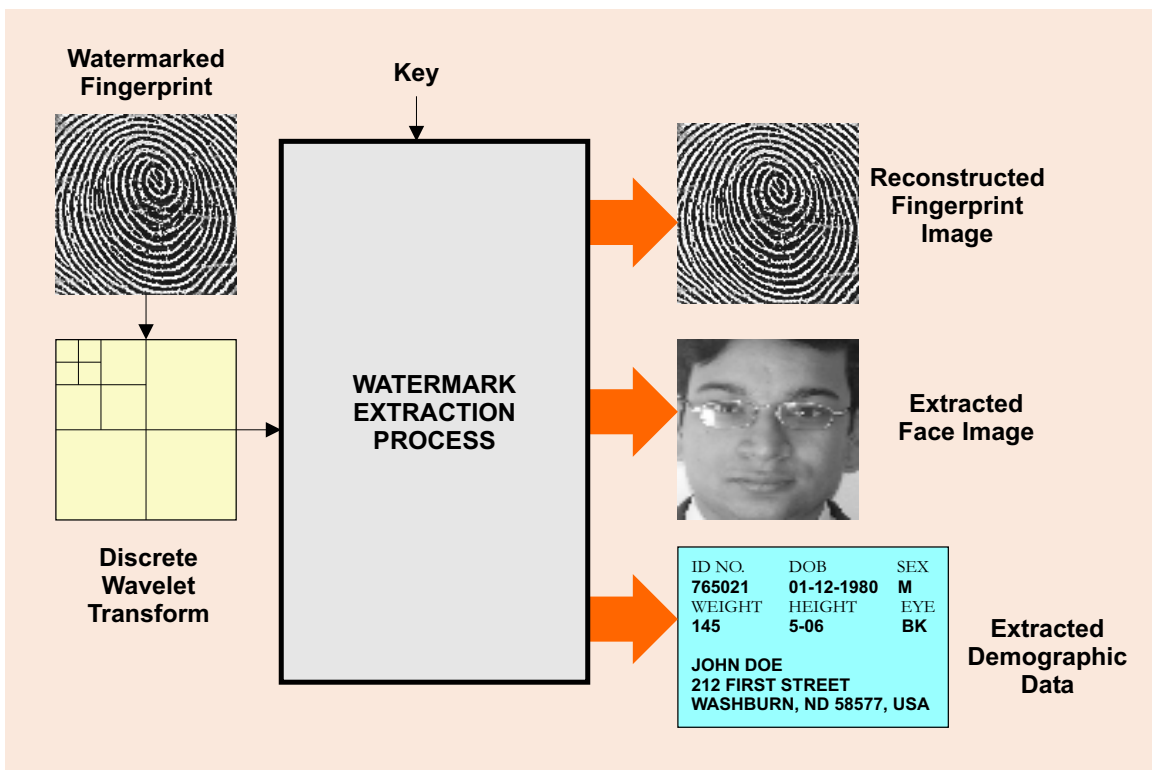 Watermarked
Fingerprint
Key
Reconstructed
Fingerprint
Image
WATERMARK
EXTRACTION
PROCESS
Extracted
Face Image
Discrete
Wavelet
Transform
ID NO. DOB SEX
765021 01-12-1980 M
WEIGHT HEIGHT EYE
145 5-06 BK
JOHN DOE
212 FIRST STREET
WASHBURN, ND 58577, USA
Extracted
Demographic
Data